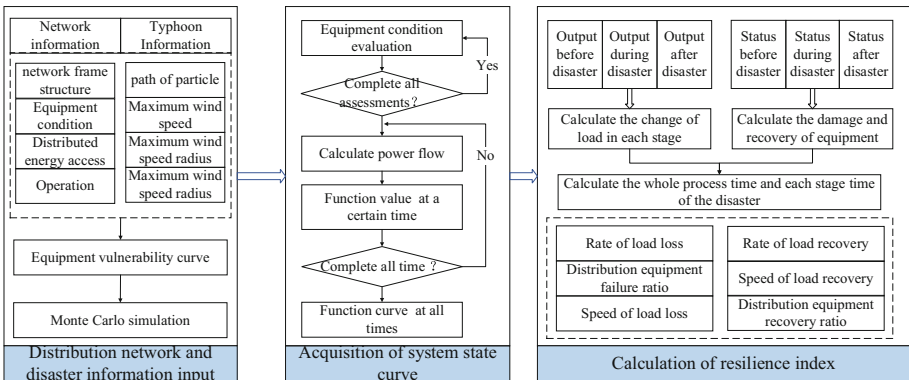 Network
information
Typhoon
Information
network frame
structure
Equipment
condition
Distributed
energy access
Operation
path of particle
Maximum wind
speed
Maximum wind
speed radius
Maximum wind
speed radius
Equipment vulnerability curve
Monte Carlo simulation
Distribution network and
disaster information input
Equipment condition
evaluation
Yes
Complete all
assessments?
No
Calculate power flow
Function value at a
certain time
Complete all time ?
Function curve at all
times
Acquisition of system state
curve
Output
before
disaster
Output
during
disaster
Output
after
disaster
Status
before
disaster
Status
during
disaster
Status
after
disaster
Calculate the change of
load in each stage
Calculate the damage and
recovery of equipment
Calculate the whole process time and each stage time
of the disaster
Rate of load loss
Distribution equipment
failure ratio
Speed of load loss
Rate of load recovery
Speed of load recovery
Distribution equipment
recovery ratio
Calculation of resilience index